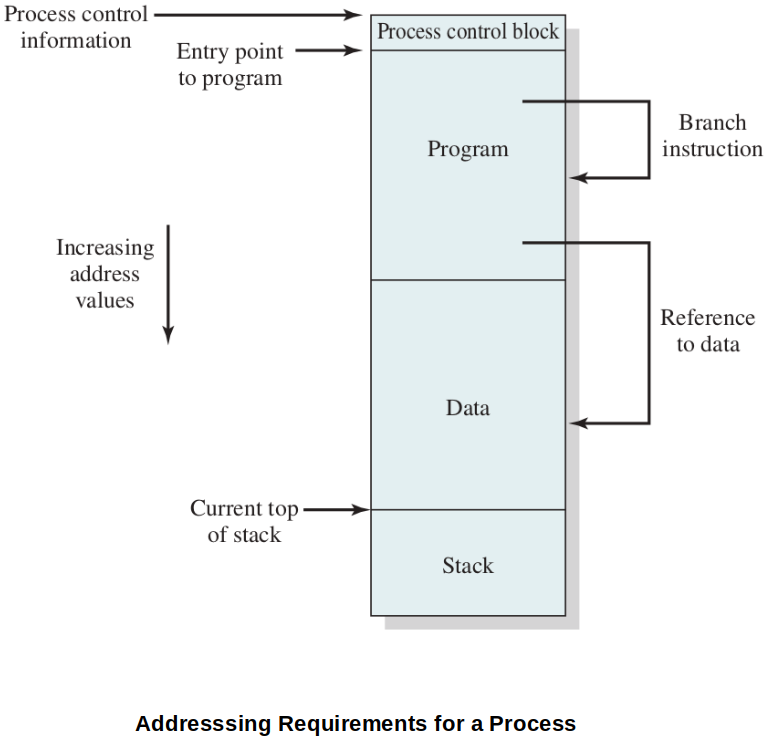 Process control
information
Process control block
Entry point
to program
Branch
instruction
Program
Increasing
address
values
Reference
to data
Data
Current top
of stack
Stack
Addresssing Requirements for a Process